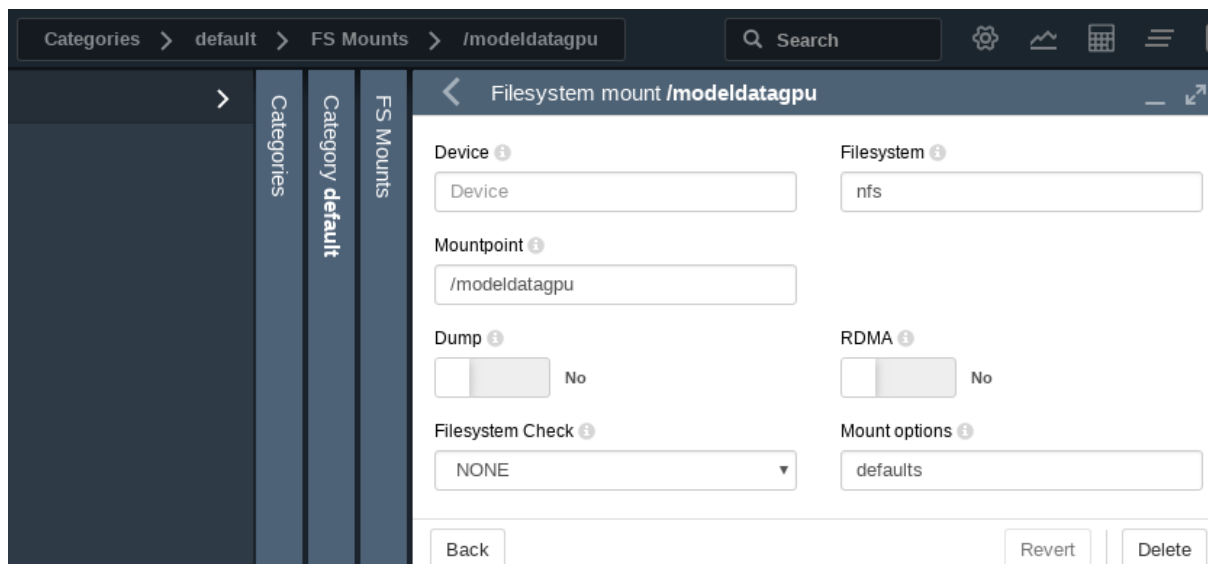 Categories > default > FS Mounts > /modeldatagpu
Search
Categories
Category default
FS Mounts
Filesystem mount /modeldatagpu
Device
Filesystem
Device
nfs
Mountpoint
/modeldatagpu
Dump
RDMA
No
No
Filesystem Check
Mount options
NONE
defaults
Back
Revert
Delete